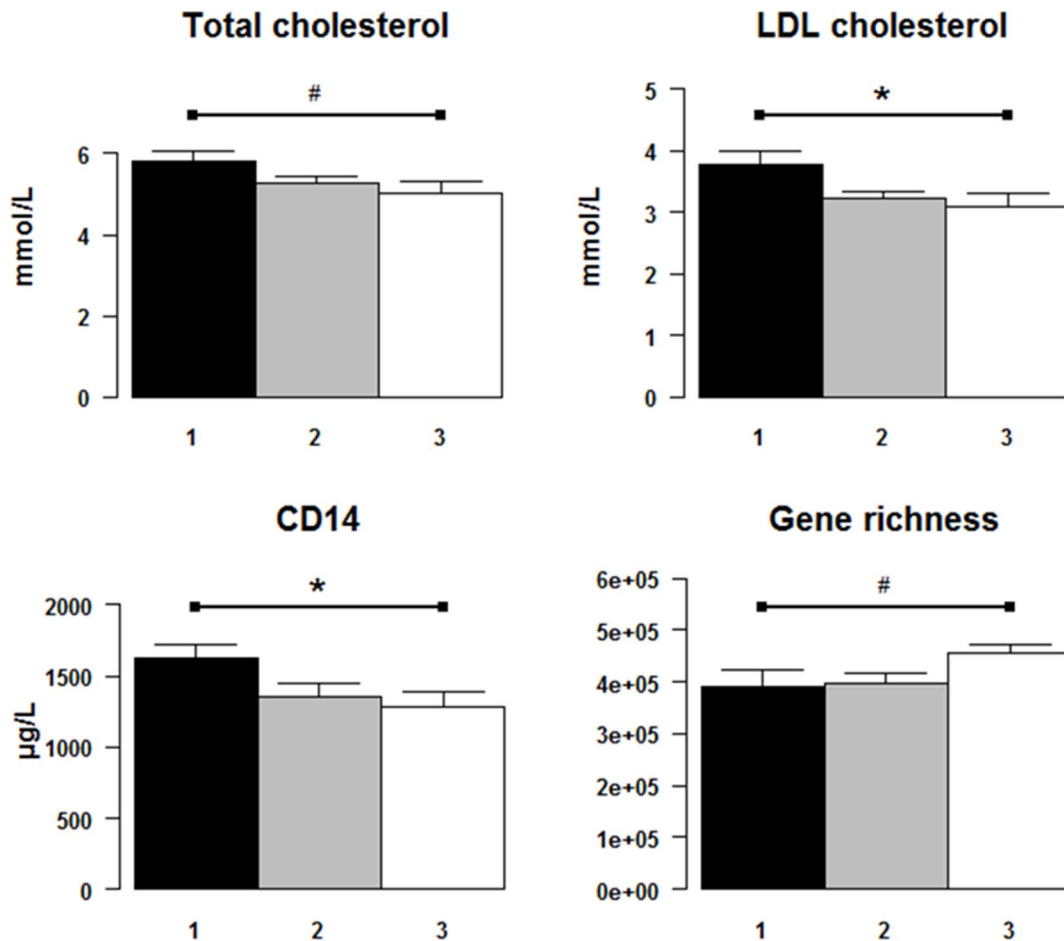 Total cholesterol
#
mmol/L
6
4
2
0
1 2 3
LDL cholesterol
*
mmol/L
5
4
3
2
1
0
1 2 3
CD14
*
µg/L
2000
1500
1000
500
0
1 2 3
Gene richness
#
6e+05
5e+05
4e+05
3e+05
2e+05
1e+05
0e+00
1 2 3